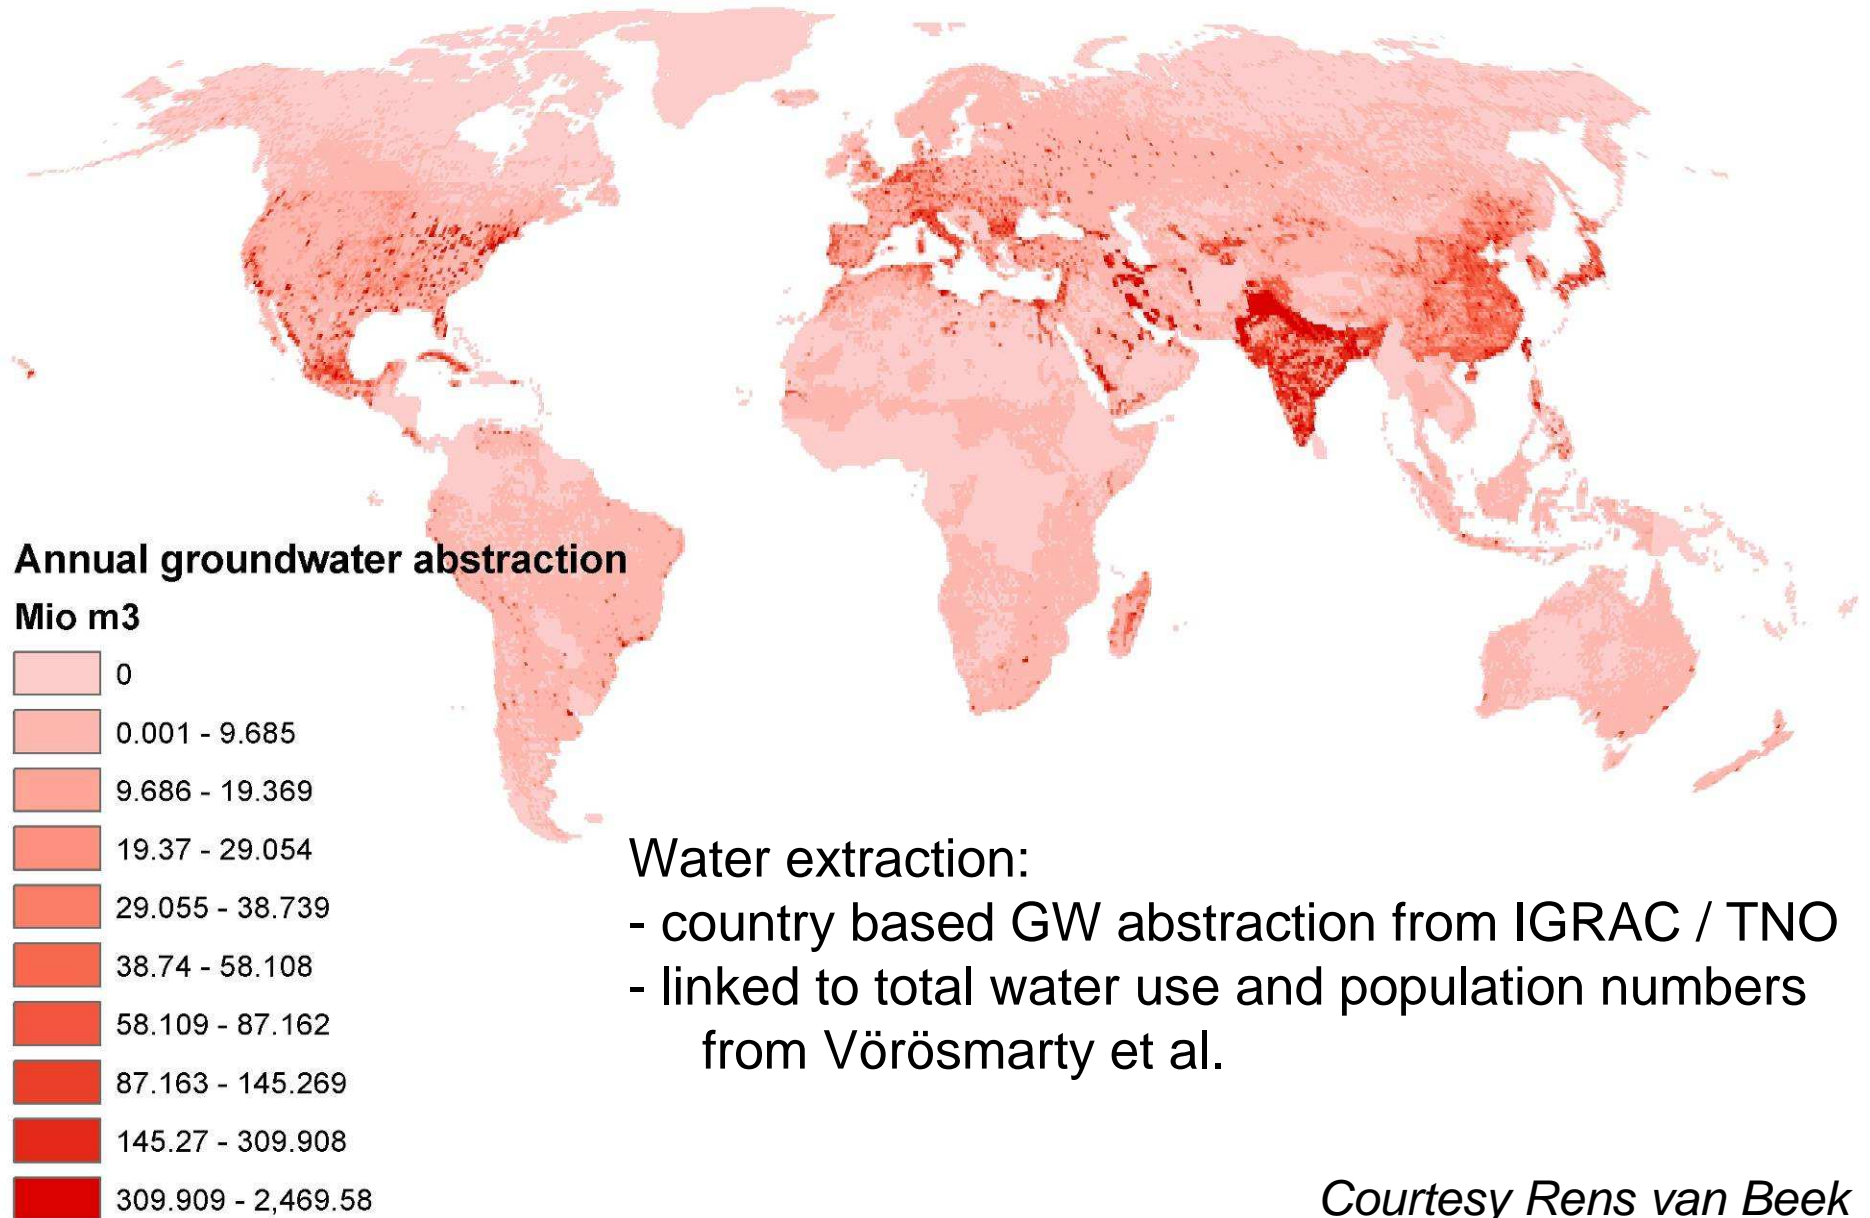 Annual groundwater abstraction
Mio m3
0
0.001 - 9.685
9.686 - 19.369
19.37 - 29.054
29.055 - 38.739
38.74 - 58.108
58.109 - 87.162
87.163 - 145.269
145.27 - 309.908
309.909 - 2,469.58
Water extraction:
- country based GW abstraction from IGRAC / TNO
- linked to total water use and population numbers
from Vörösmarty et al.
Courtesy Rens van Beek